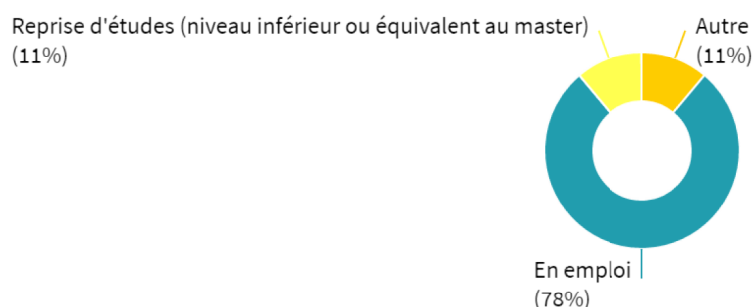 Reprise d'études (niveau inférieur ou équivalent au master)
(11%)
Autre
(11%)
En emploi
(78%)